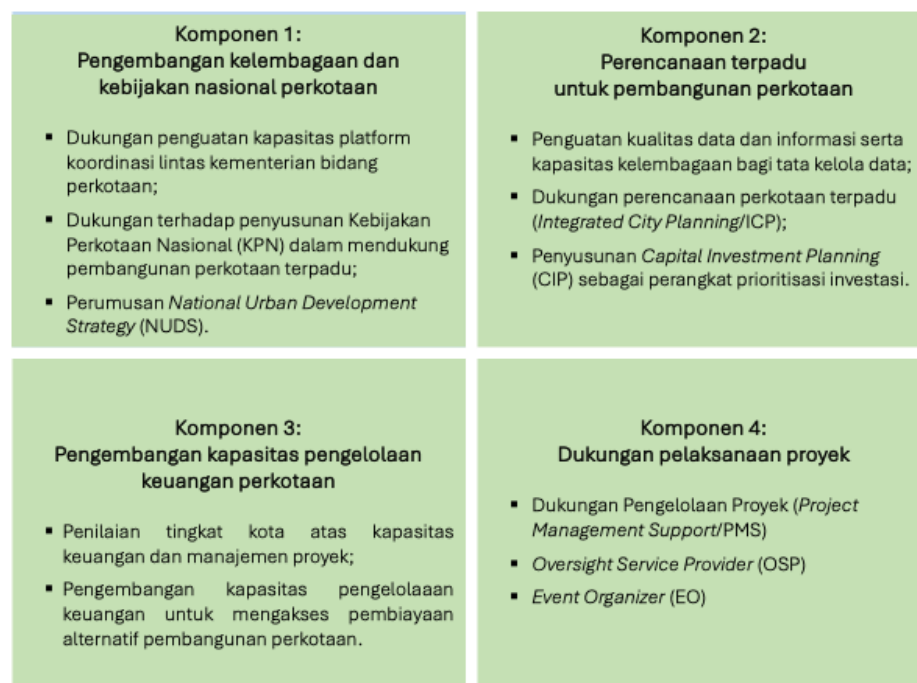 Komponen 1:
Pengembangan kelembagaan dan
kebijakan nasional perkotaan
▪ Dukungan penguatan kapasitas platform
koordinasi lintas kementerian bidang
perkotaan;
▪ Dukungan terhadap penyusunan Kebijakan
Perkotaan Nasional (KPN) dalam mendukung
pembangunan perkotaan terpadu;
▪ Perumusan National Urban Development
Strategy (NUDS).
Komponen 2:
Perencanaan terpadu
untuk pembangunan perkotaan
▪ Penguatan kualitas data dan informasi serta
kapasitas kelembagaan bagi tata kelola data;
▪ Dukungan perencanaan perkotaan terpadu
(Integrated City Planning/ICP);
▪ Penyusunan Capital Investment Planning
(CIP) sebagai perangkat prioritisasi investasi.
Komponen 3:
Pengembangan kapasitas pengelolaan
keuangan perkotaan
▪ Penilaian tingkat kota atas kapasitas
keuangan dan manajemen proyek;
▪ Pengembangan kapasitas pengelolaaan
keuangan untuk mengakses pembiayaan
alternatif pembangunan perkotaan.
Komponen 4:
Dukungan pelaksanaan proyek
▪ Dukungan Pengelolaan Proyek (Project
Management Support/PMS)
▪ Oversight Service Provider (OSP)
▪ Event Organizer (EO)